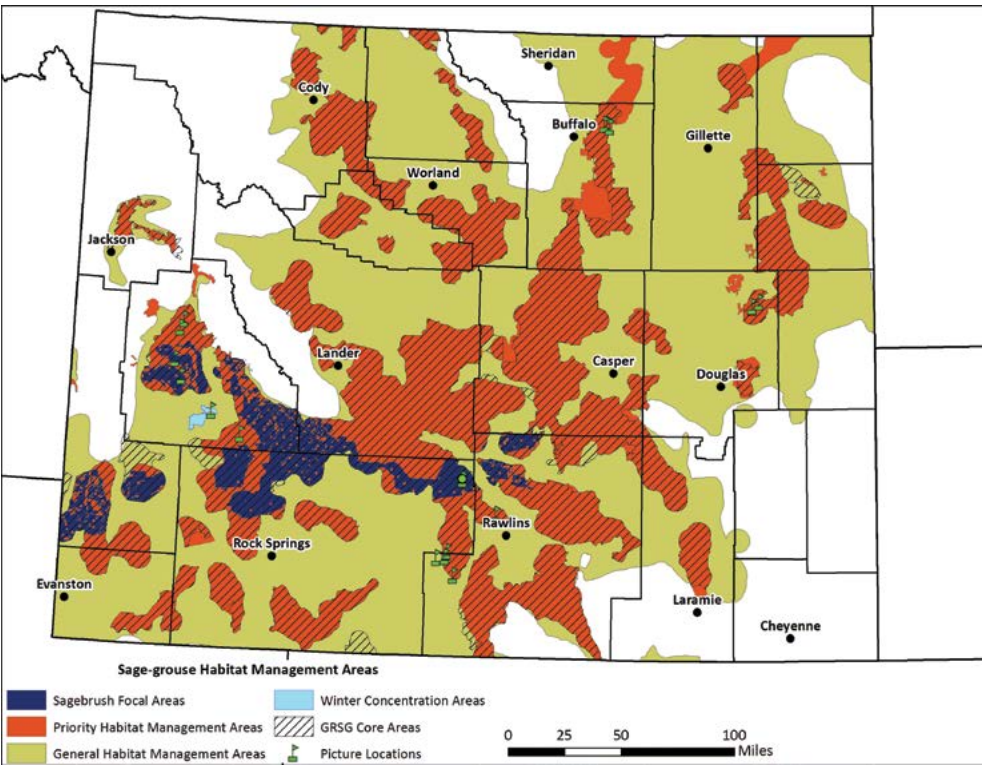 Sheridan
Cody
Buffalo
Gillette
Worland
Jackson
Lander
Casper
Douglas
Rawlins
Rock Springs
Evanston
Laramie
Cheyenne
Sage-grouse Habitat Management Areas
Sagebrush Focal Areas
Winter Concentration Areas
Priority Habitat Management Areas
GRSG Core Areas
General Habitat Management Areas
Picture Locations
0 25 50 100
Miles